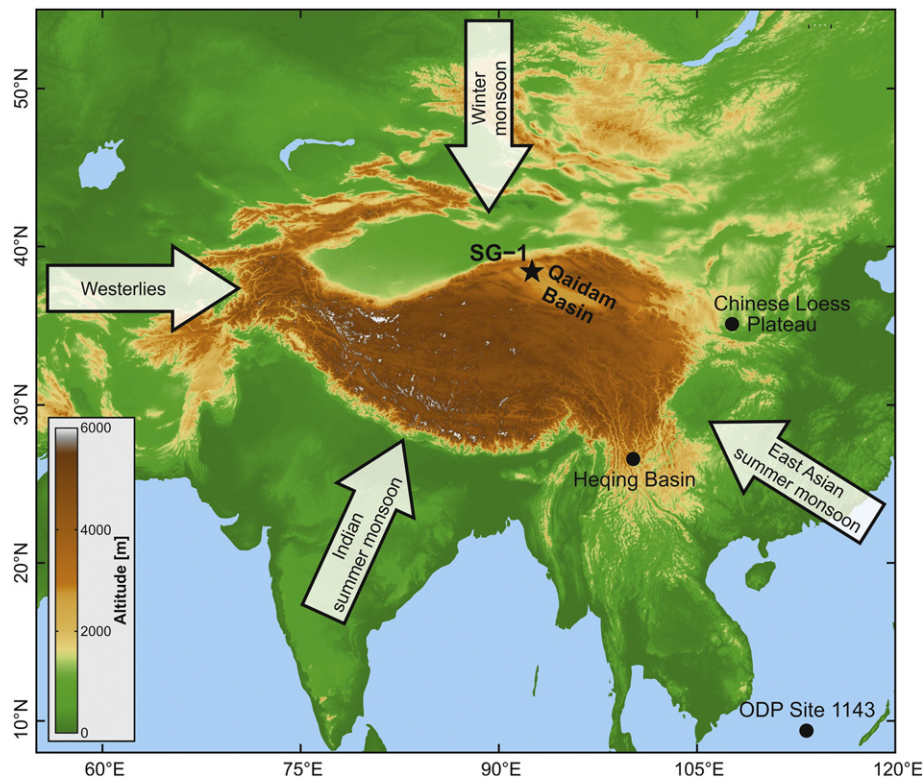 Winter
monsoon
50°N
40°N
30°N
20°N
10°N
SG–1
Qaidam
Basin
Westerlies
Chinese Loess
Plateau
6000
4000
2000
0
Altitude [m]
East Asian
summer monsoon
Heqing Basin
Indian
summer monsoon
ODP Site 1143
60°E
75°E
90°E
105°E
120°E